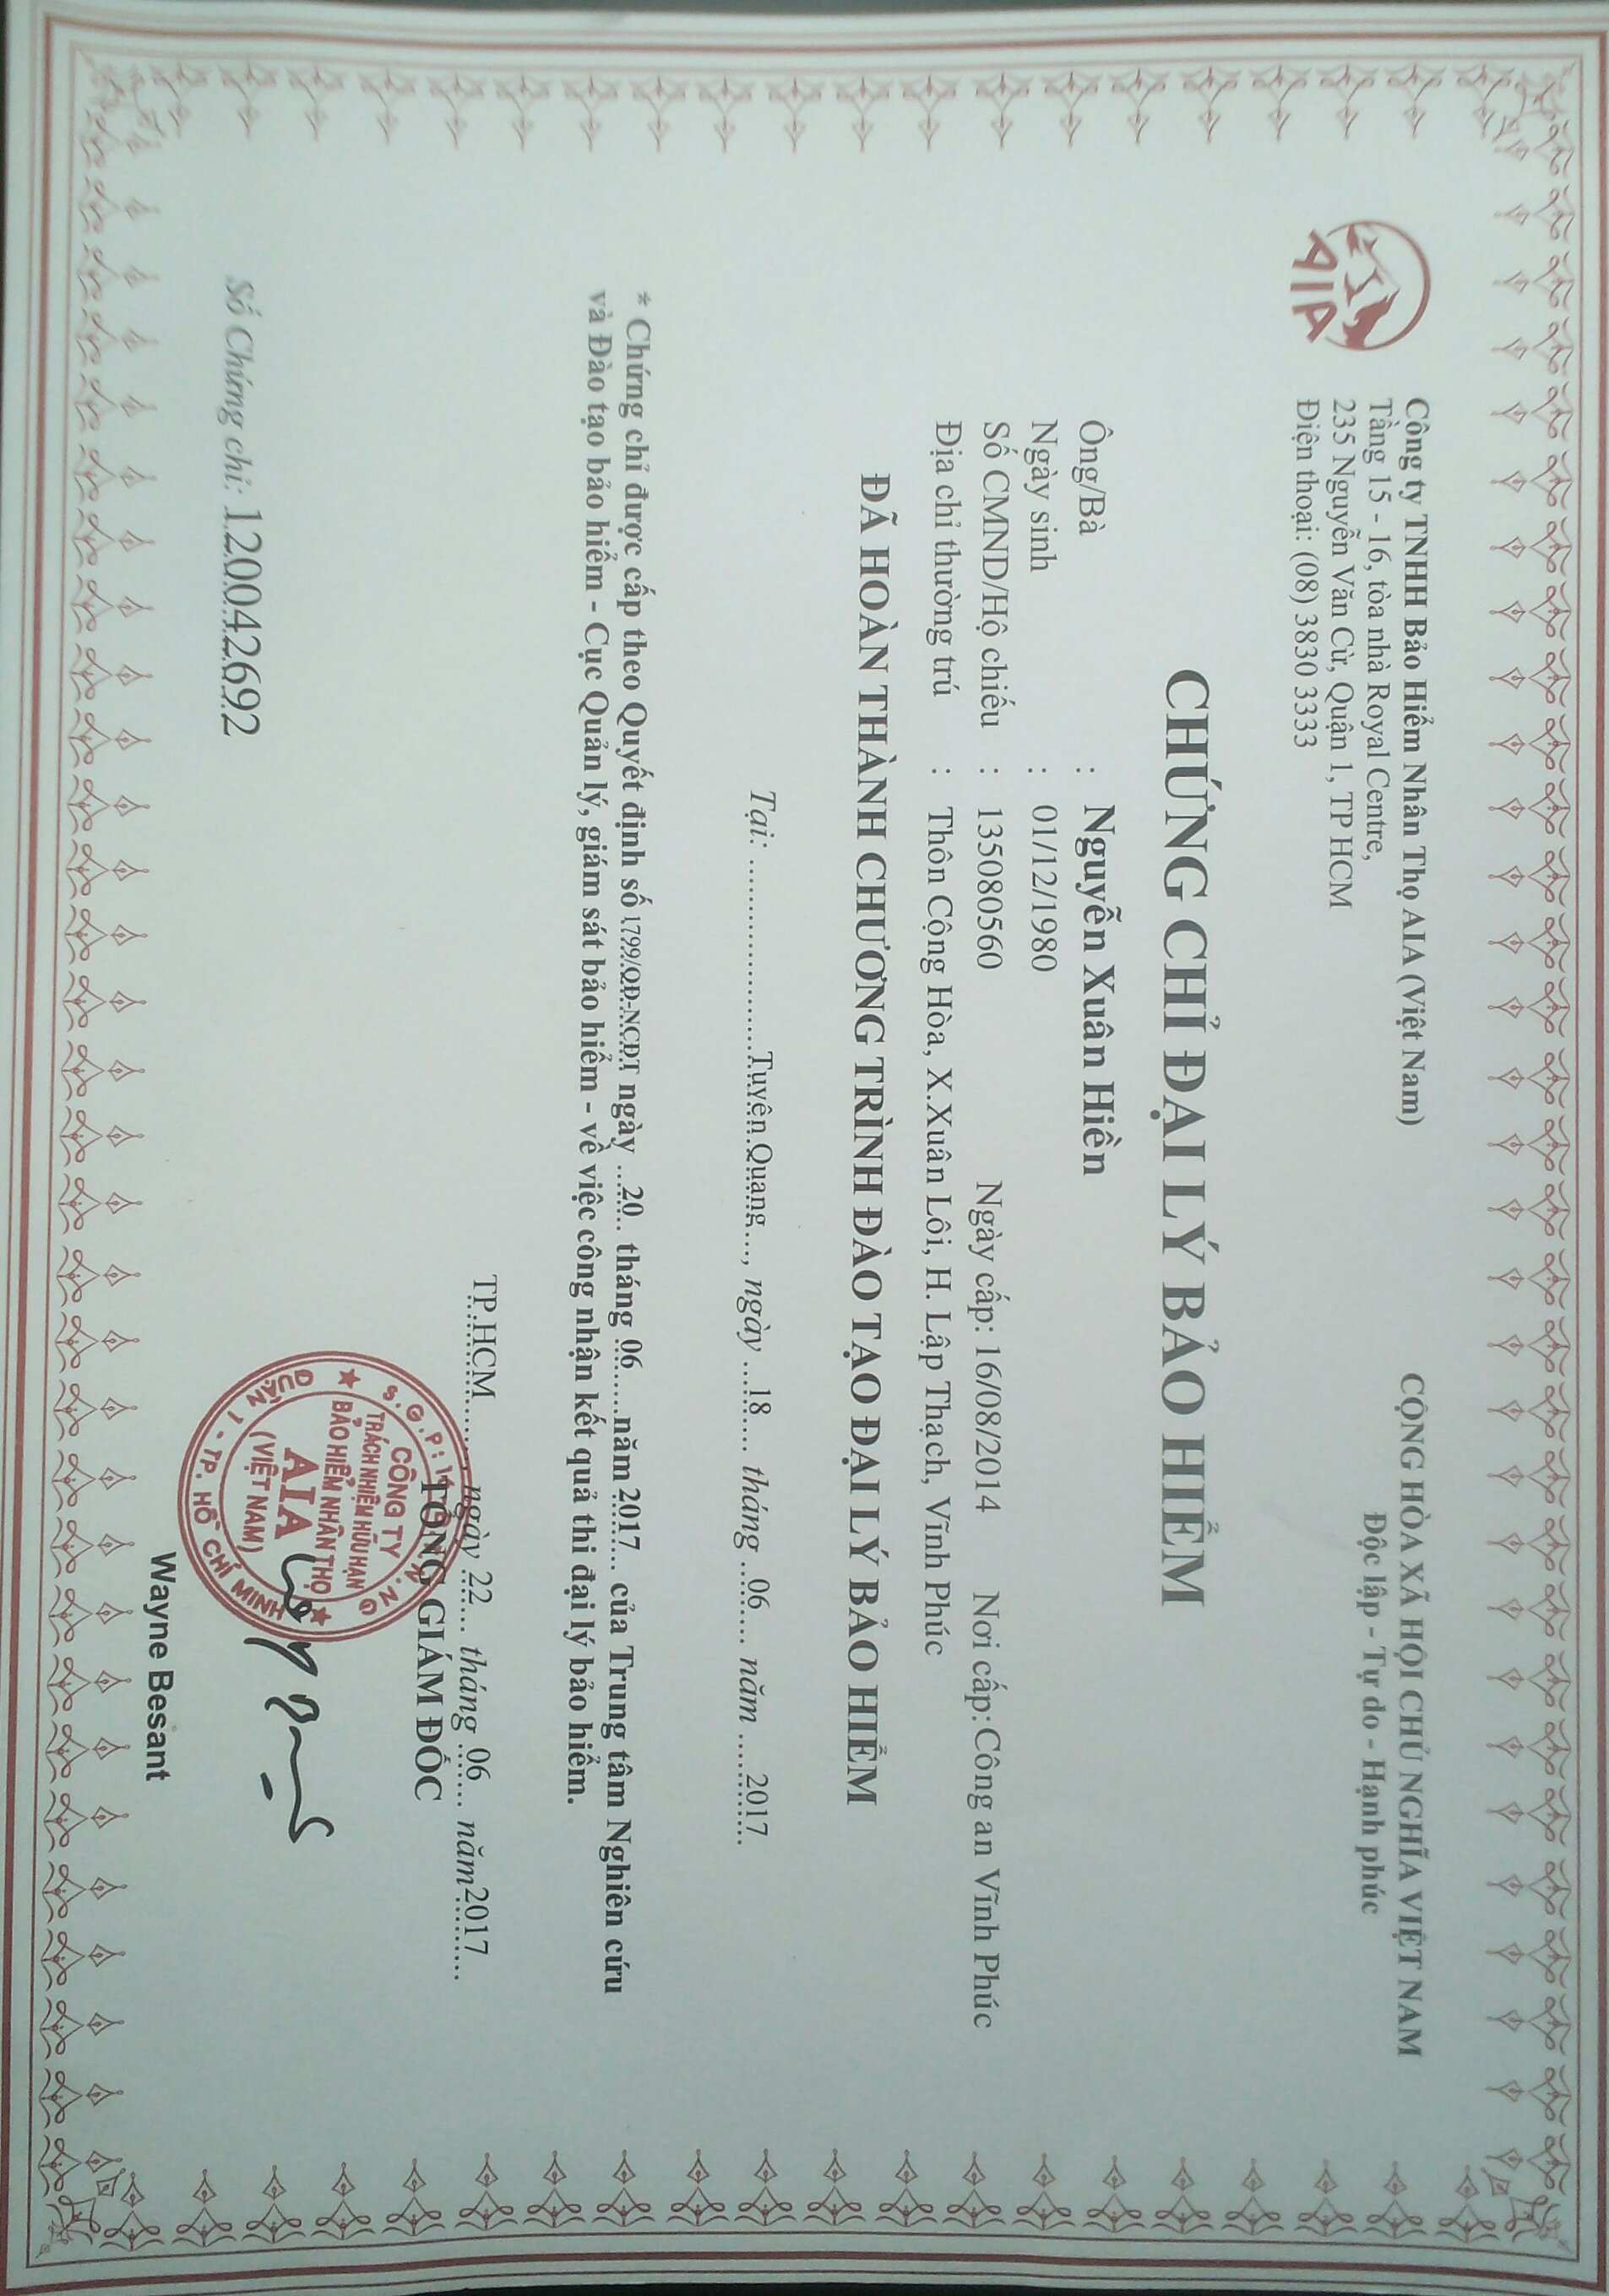 AIA
Công ty TNHH Bảo Hiểm Nhân Thọ AIA (Việt Nam)
Tầng 15 - 16, tòa nhà Royal Centre,
235 Nguyễn Văn Cừ, Quận 1, TP HCM
Điện thoại: (08) 3830 3333
CỘNG HÒA XÃ HỘI CHỦ NGHĨA VIỆT NAM
Độc lập - Tự do - Hạnh phúc
CHỨNG CHỈ ĐẠI LÝ BẢO HIỂM
Ông/Bà : Nguyễn Xuân Hiền
Ngày sinh : 01/12/1980
Số CMND/Hộ chiếu : 135080560 Ngày cấp: 16/08/2014 Nơi cấp: Công an Vĩnh Phúc
Địa chỉ thường trú : Thôn Cộng Hòa, X.Xuân Lôi, H. Lập Thạch, Vĩnh Phúc
ĐÃ HOÀN THÀNH CHƯƠNG TRÌNH ĐÀO TẠO ĐẠI LÝ BẢO HIỂM
Tại: ........................Tuyên Quang..., ngày ...18.... tháng ...06.... năm ......2017.
* Chứng chỉ được cấp theo Quyết định số 1799/QĐ-NCĐT ngày ...20.. tháng .06......năm 2017... của Trung tâm Nghiên cứu
và Đào tạo bảo hiểm - Cục Quản lý, giám sát bảo hiểm - về việc công nhận kết quả thi đại lý bảo hiểm.
TP.HCM........, ngày 22.... tháng .06.... năm 2017...
TỔNG GIÁM ĐỐC
CÔNG TY
TRÁCH NHIỆM HỮU HẠN
BẢO HIỂM NHÂN THỌ
AIA
(VIỆT NAM)
QUẬN 1 - TP. HỒ CHÍ MINH
Wayne Besant
Số Chứng chỉ: 120042692